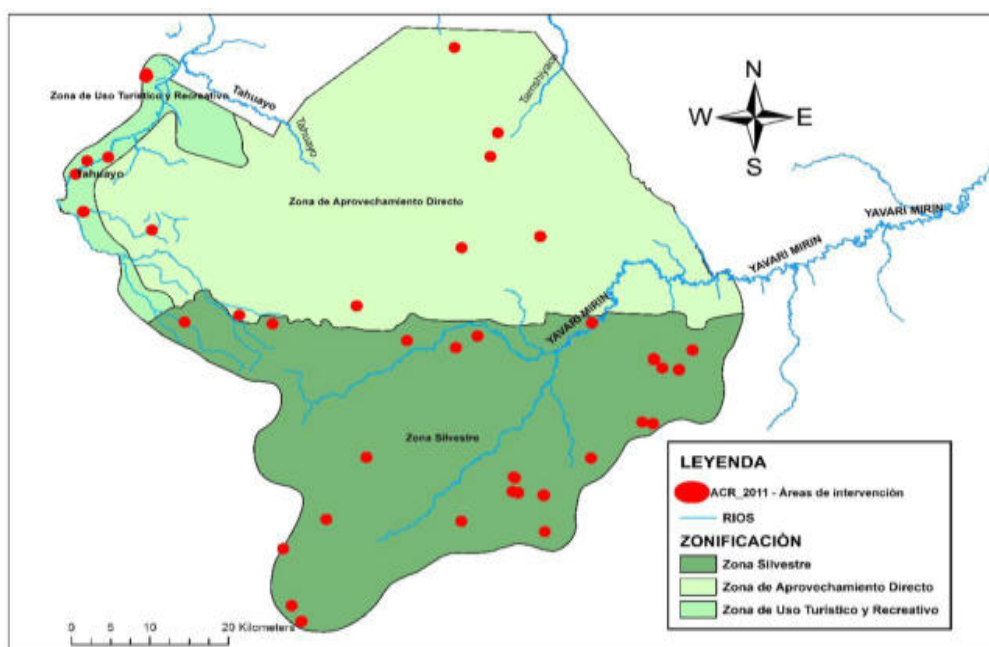 N
W E
S
Tahuayo
Tahuayo
Tamshiyacu
Zona de Uso Turístico y Recreativo
Tahuayo
Zona de Aprovechamiento Directo
YAVARI MIRIN
YAVARI MIRIN
YAVARI MIRIN
Zona Silvestre
LEYENDA
ACR_2011 - Áreas de intervención
RIOS
ZONIFICACIÒN
Zona Silvestre
Zona de Aprovechamiento Directo
Zona de Uso Turístico y Recreativo
0 5 10 20 Kilometers